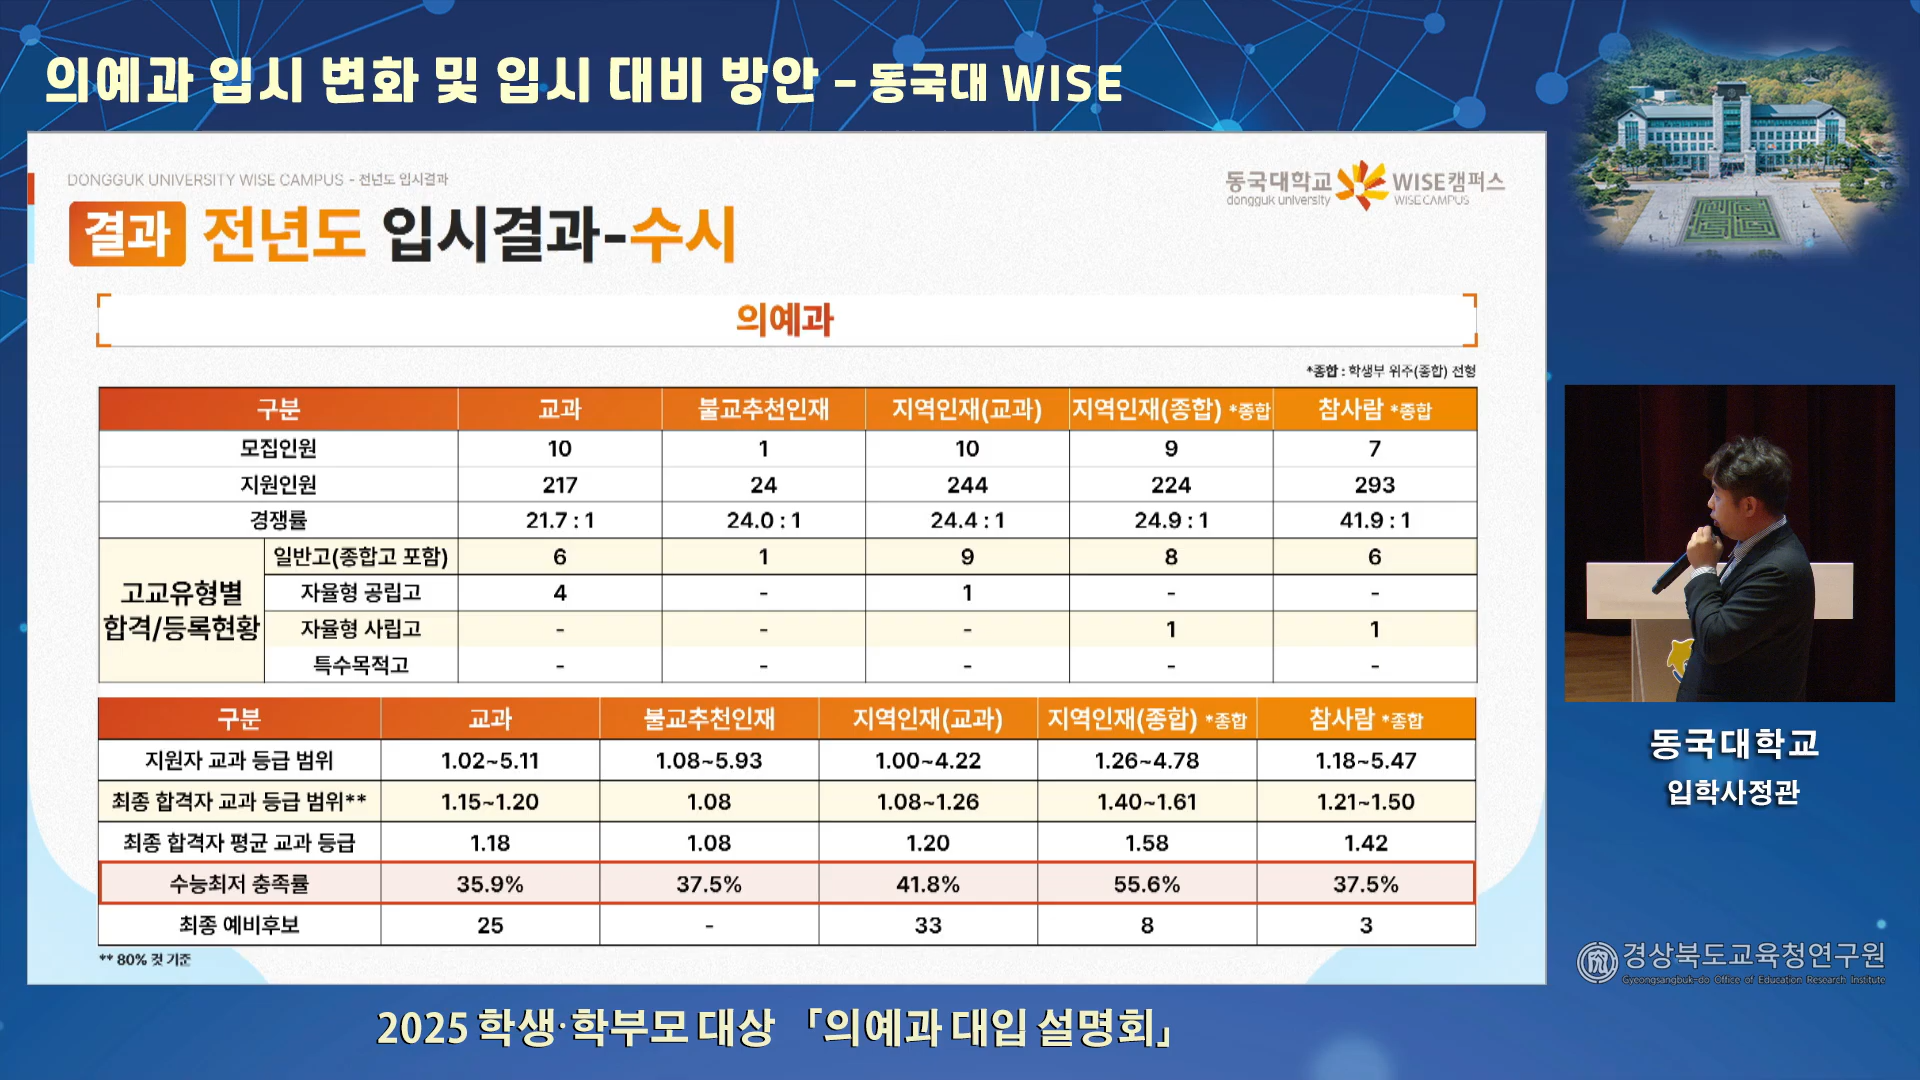 의예과 입시 변화 및 입시 대비 방안 - 동국대 WISE
DONGGUK UNIVERSITY WISE CAMPUS - 전년도 입시결과
동국대학교 WISE캠퍼스
dongguk university WISE CAMPUS
결과 전년도 입시결과-수시
의예과
*종합 : 학생부 위주(종합) 전형
구분 교과 불교추천인재 지역인재(교과) 지역인재(종합) *종합 참사람 *종합
모집인원 10 1 10 9 7
지원인원 217 24 244 224 293
경쟁률 21.7 : 1 24.0 : 1 24.4 : 1 24.9 : 1 41.9 : 1
고교유형별
합격/등록현황
일반고(종합고 포함) 6 1 9 8 6
자율형 공립고 4 - 1 - -
자율형 사립고 - - - 1 1
특수목적고 - - - - -
구분 교과 불교추천인재 지역인재(교과) 지역인재(종합) *종합 참사람 *종합
지원자 교과 등급 범위 1.02~5.11 1.08~5.93 1.00~4.22 1.26~4.78 1.18~5.47
최종 합격자 교과 등급 범위** 1.15~1.20 1.08 1.08~1.26 1.40~1.61 1.21~1.50
최종 합격자 평균 교과 등급 1.18 1.08 1.20 1.58 1.42
수능최저 충족률 35.9% 37.5% 41.8% 55.6% 37.5%
최종 예비후보 25 - 33 8 3
** 80% 컷 기준
동국대학교
입학사정관
경상북도교육청연구원
Gyeongsangbuk-do Office of Education Research Institute
2025 학생·학부모 대상 「의예과 대입 설명회」